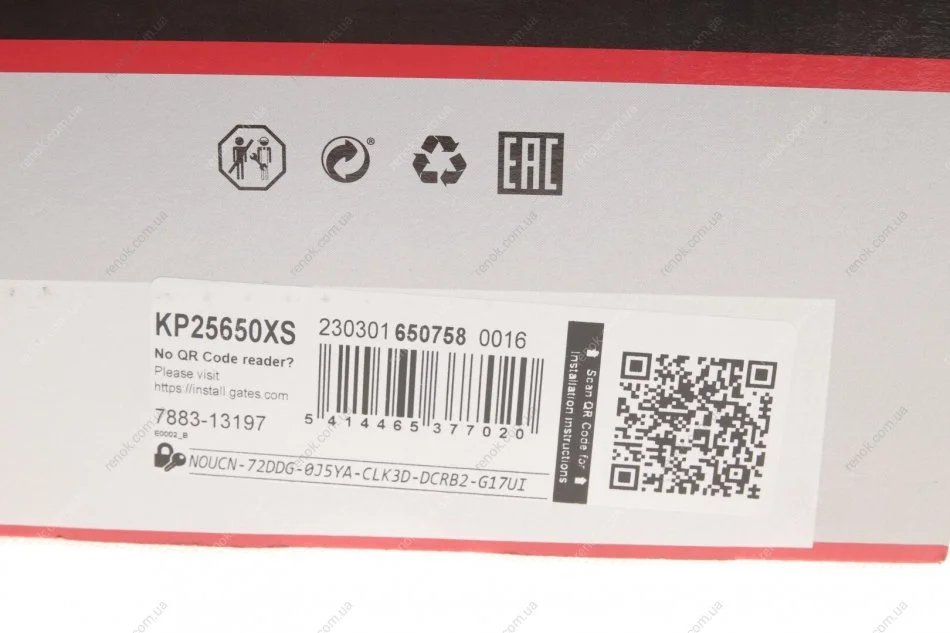 EAC
KP25650XS
230301 650758 0016
No QR Code reader?
Please visit
https://install.gates.com
7883-13197
E0002_B
5 414465 377020
NOUCN-72DDG-0J5YA-CLK3D-DCRB2-G17UI
Scan QR Code for
Installation instructions
renok.com.ua